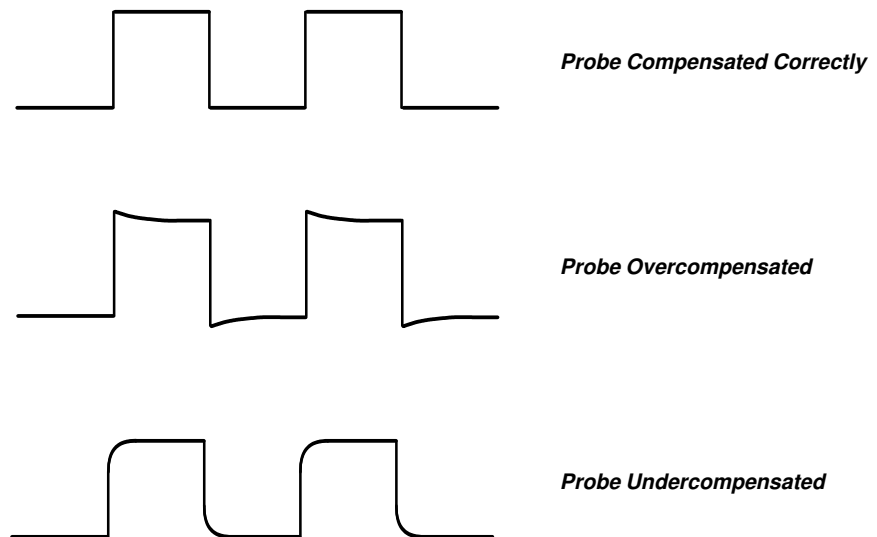 Probe Compensated Correctly
Probe Overcompensated
Probe Undercompensated